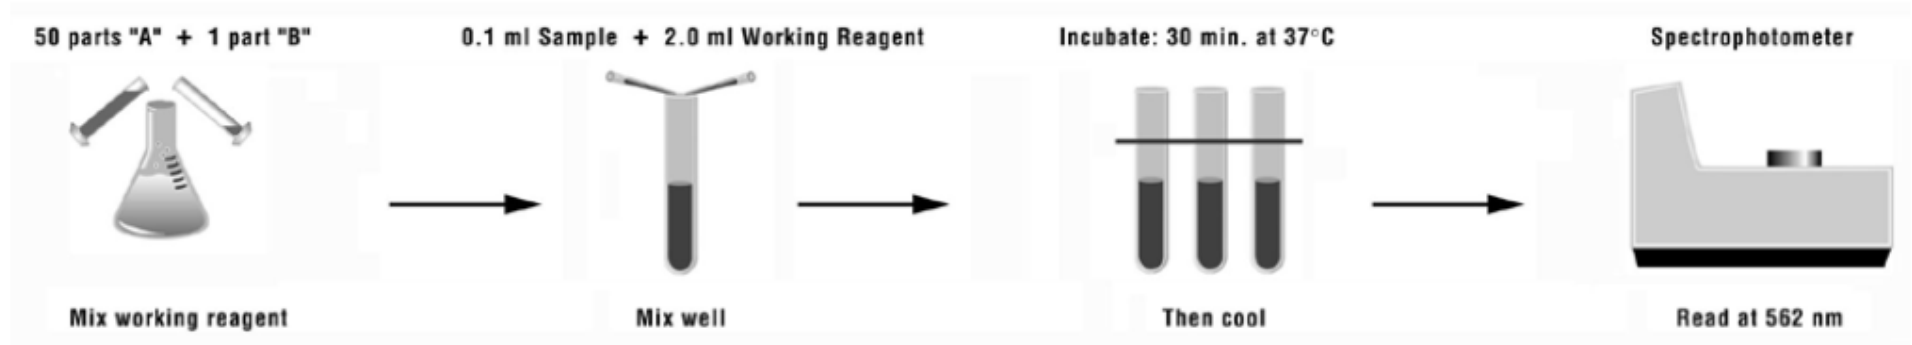 50 parts "A" + 1 part "B"
0.1 ml Sample + 2.0 ml Working Reagent
Incubate: 30 min. at 37°C
Spectrophotometer
Mix working reagent
Mix well
Then cool
Read at 562 nm